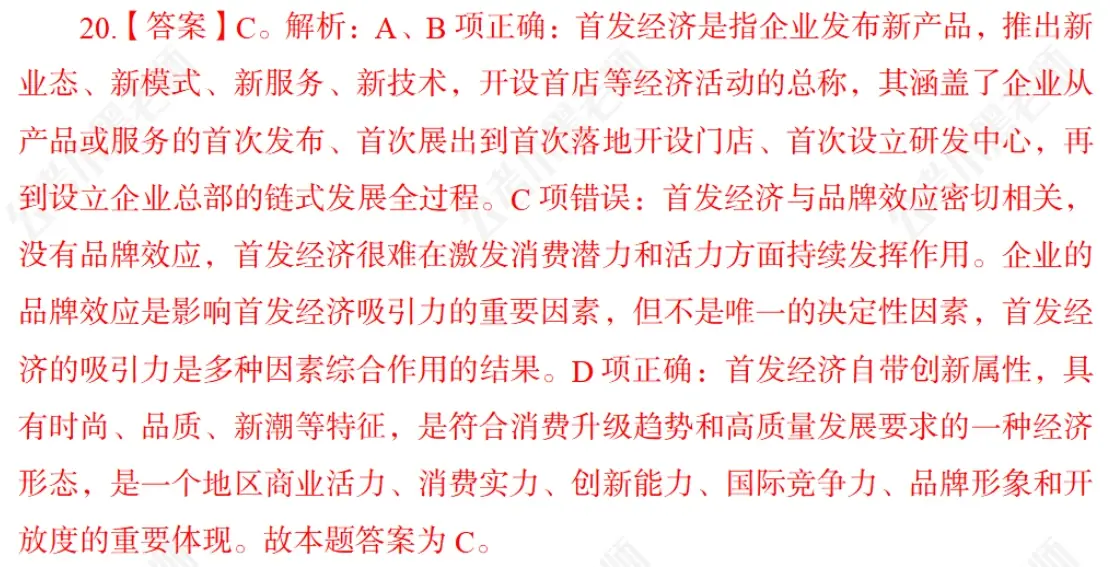 20.【答案】C。解析：A、B 项正确：首发经济是指企业发布新产品，推出新
业态、新模式、新服务、新技术，开设首店等经济活动的总称，其涵盖了企业从
产品或服务的首次发布、首次展出到首次落地开设门店、首次设立研发中心，再
到设立企业总部的链式发展全过程。C 项错误：首发经济与品牌效应密切相关，
没有品牌效应，首发经济很难在激发消费潜力和活力方面持续发挥作用。企业的
品牌效应是影响首发经济吸引力的重要因素，但不是唯一的决定性因素，首发经
济的吸引力是多种因素综合作用的结果。D 项正确：首发经济自带创新属性，具
有时尚、品质、新潮等特征，是符合消费升级趋势和高质量发展要求的一种经济
形态，是一个地区商业活力、消费实力、创新能力、国际竞争力、品牌形象和开
放度的重要体现。故本题答案为 C。